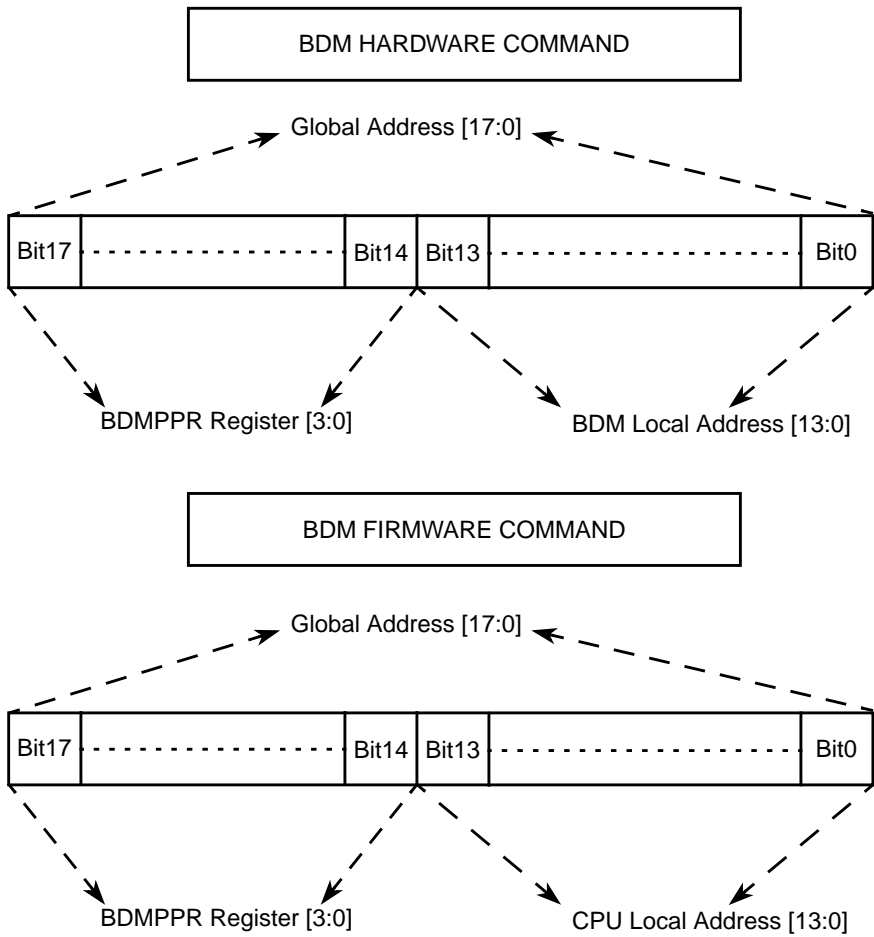 BDM HARDWARE COMMAND
Global Address [17:0]
Bit17 Bit14 Bit13 Bit0
BDMPPR Register [3:0]
BDM Local Address [13:0]
BDM FIRMWARE COMMAND
Global Address [17:0]
Bit17 Bit14 Bit13 Bit0
BDMPPR Register [3:0]
CPU Local Address [13:0]